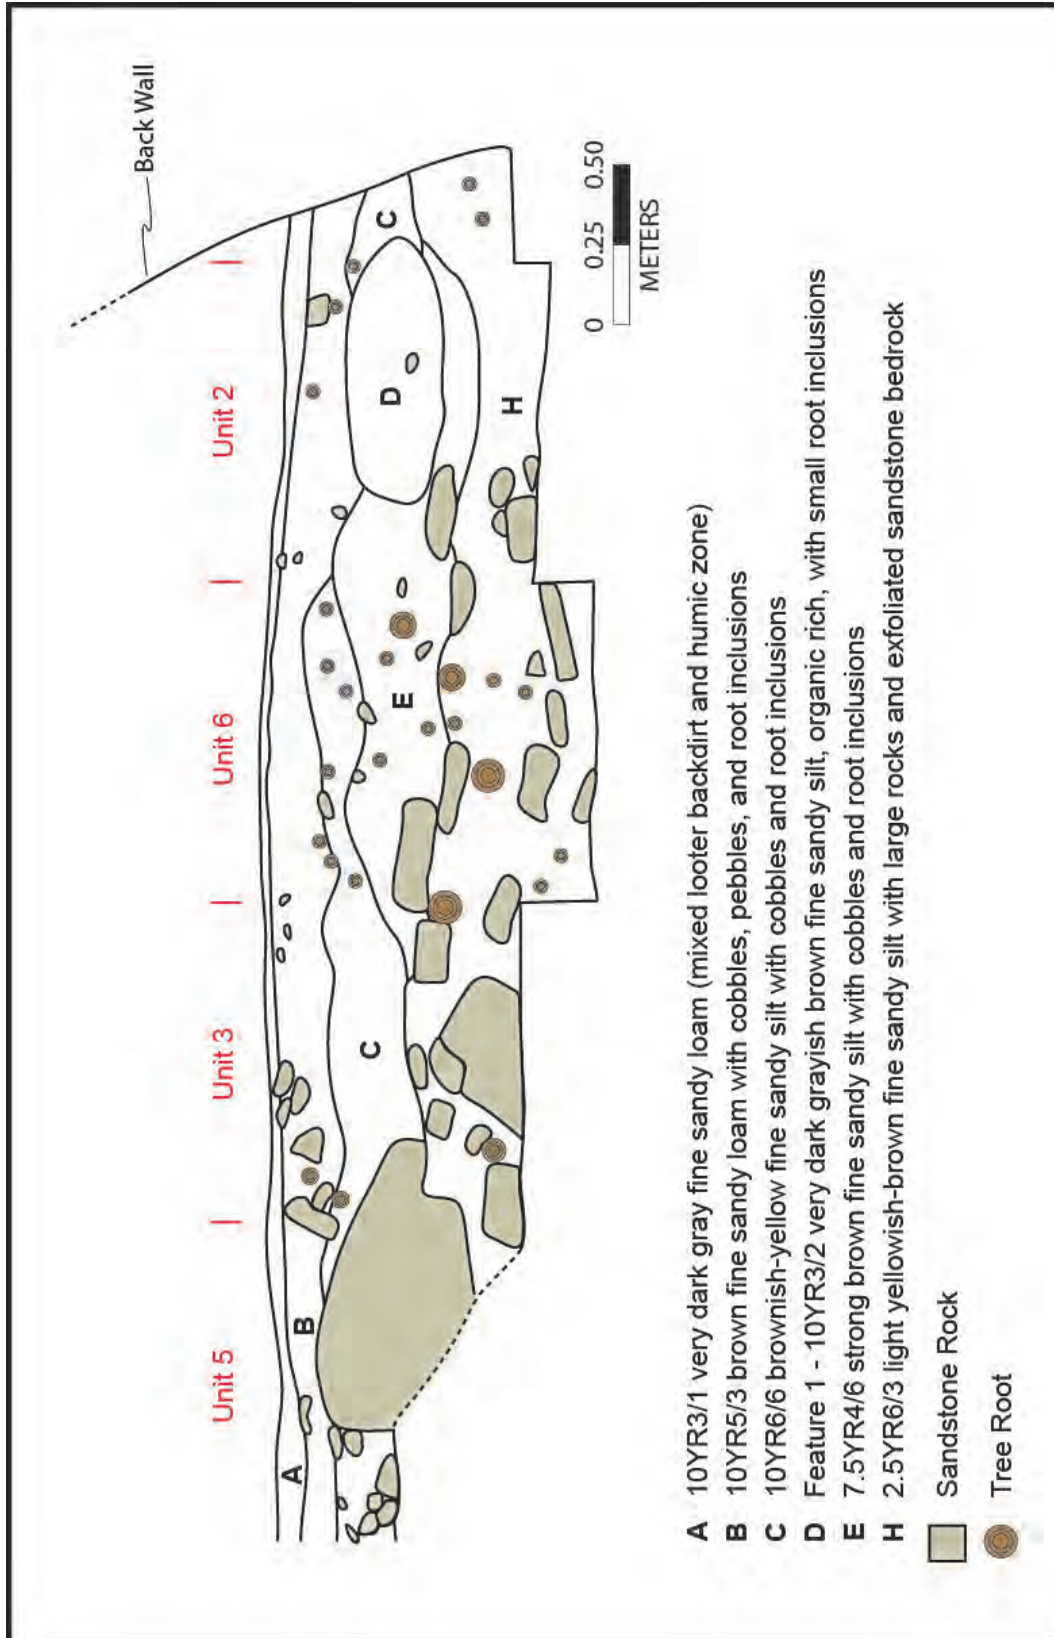 Back Wall
Unit 5
Unit 3
Unit 6
Unit 2
A
B
C
E
D
C
H
0 0.25 0.50
METERS
A 10YR3/1 very dark gray fine sandy loam (mixed looter backdirt and humic zone)
B 10YR5/3 brown fine sandy loam with cobbles, pebbles, and root inclusions
C 10YR6/6 brownish-yellow fine sandy silt with cobbles and root inclusions
D Feature 1 - 10YR3/2 very dark grayish brown fine sandy silt, organic rich, with small root inclusions
E 7.5YR4/6 strong brown fine sandy silt with cobbles and root inclusions
H 2.5YR6/3 light yellowish-brown fine sandy silt with large rocks and exfoliated sandstone bedrock
Sandstone Rock
Tree Root